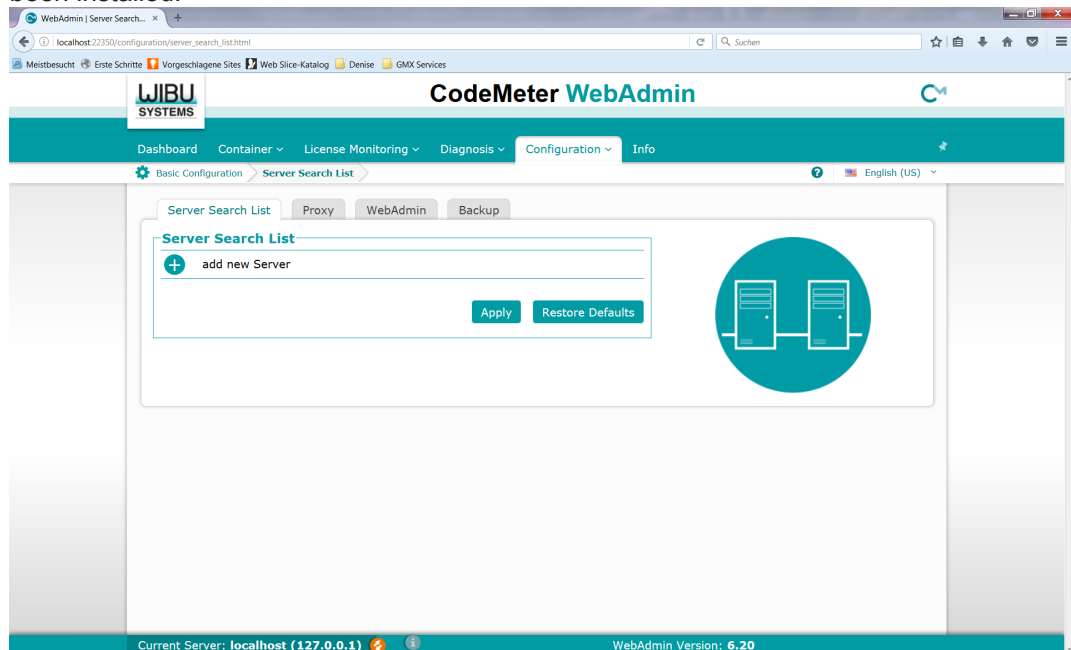 been installed.
WebAdmin | Server Search... × +
localhost:22350/configuration/server_search_list.html
Suchen
Meistbesucht Erste Schritte Vorgeschlagene Sites Web Slice-Katalog Denise GMX Services
WIBU
SYSTEMS
CodeMeter WebAdmin
Dashboard Container License Monitoring Diagnosis Configuration Info
Basic Configuration Server Search List
English (US)
Server Search List Proxy WebAdmin Backup
Server Search List
add new Server
Apply Restore Defaults
Current Server: localhost (127.0.0.1)
WebAdmin Version: 6.20